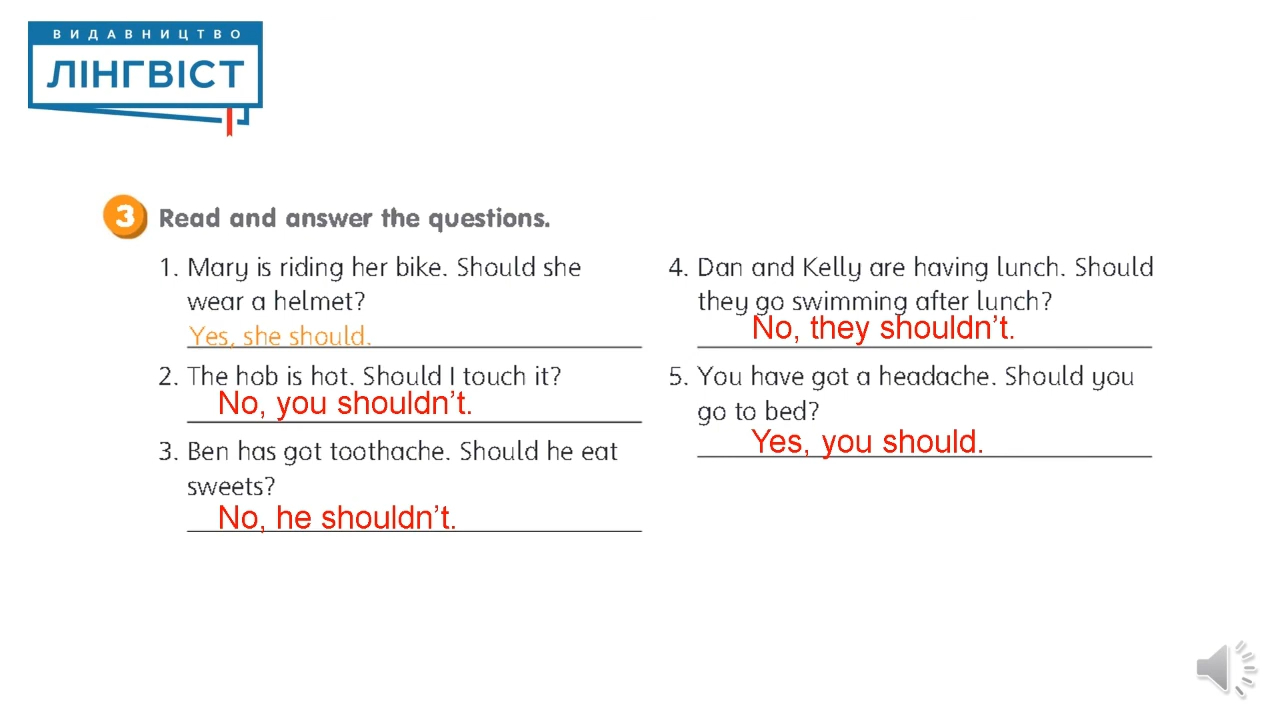 ВИДАВНИЦТВО
ЛІНГВІСТ
3 Read and answer the questions.
1. Mary is riding her bike. Should she
wear a helmet?
Yes, she should.
2. The hob is hot. Should I touch it?
No, you shouldn’t.
3. Ben has got toothache. Should he eat
sweets?
No, he shouldn’t.
4. Dan and Kelly are having lunch. Should
they go swimming after lunch?
No, they shouldn’t.
5. You have got a headache. Should you
go to bed?
Yes, you should.